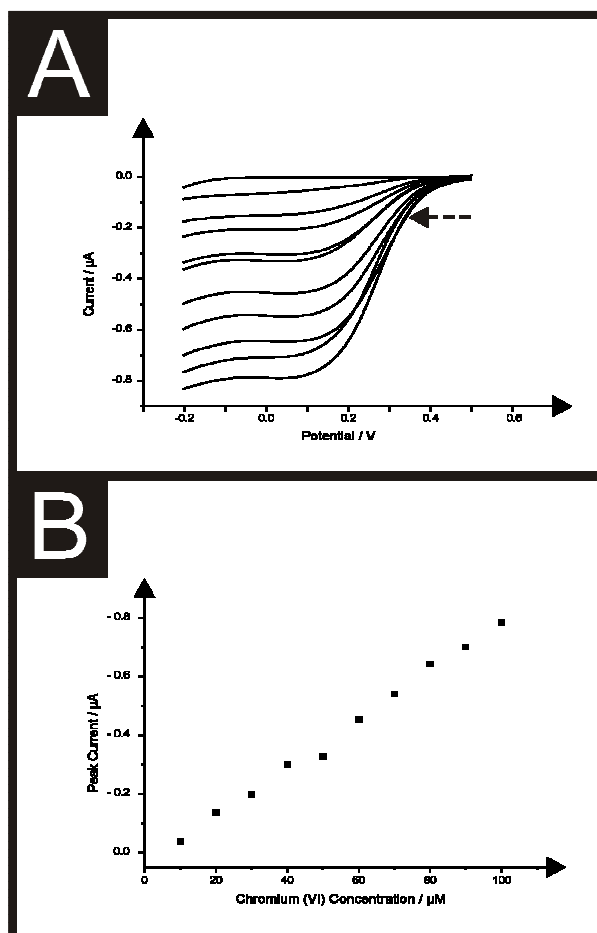 A
0.0
-0.2
-0.4
-0.6
-0.8
Current / µA
-0.2 0.0 0.2 0.4 0.6
Potential / V
B
- 0.8
- 0.6
- 0.4
- 0.2
0.0
Peak Current / µA
0 20 40 60 80 100
Chromium (VI) Concentration / µM